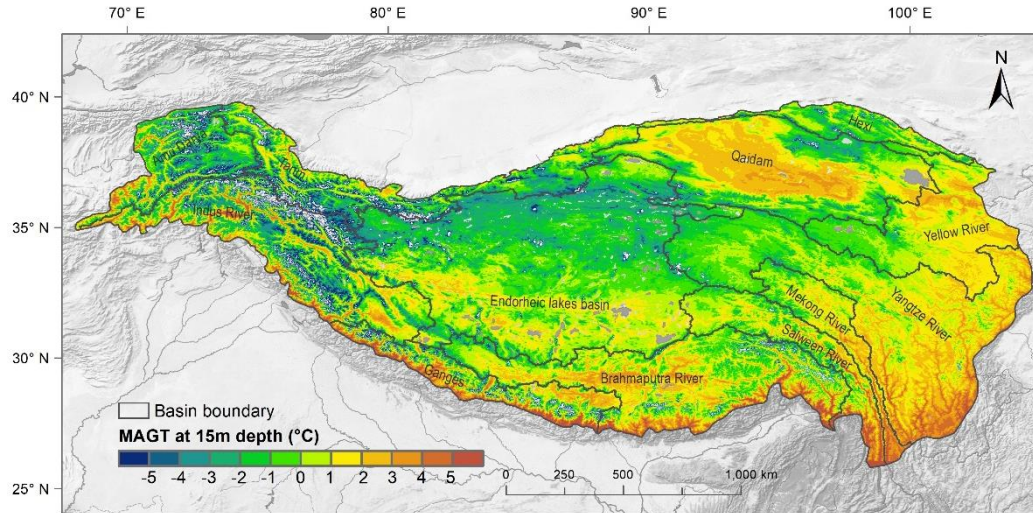 70° E 80° E 90° E 100° E
N
40° N
Hexi
Amu Darya
Qaidam
Tarim
35° N
Indus River
Yellow River
Endorheic lakes basin
Mekong River
Yangtze River
Salween River
30° N
Ganges
Brahmaputra River
Basin boundary
MAGT at 15m depth (°C)
-5 -4 -3 -2 -1 0 1 2 3 4 5
0 250 500 1,000 km
25° N